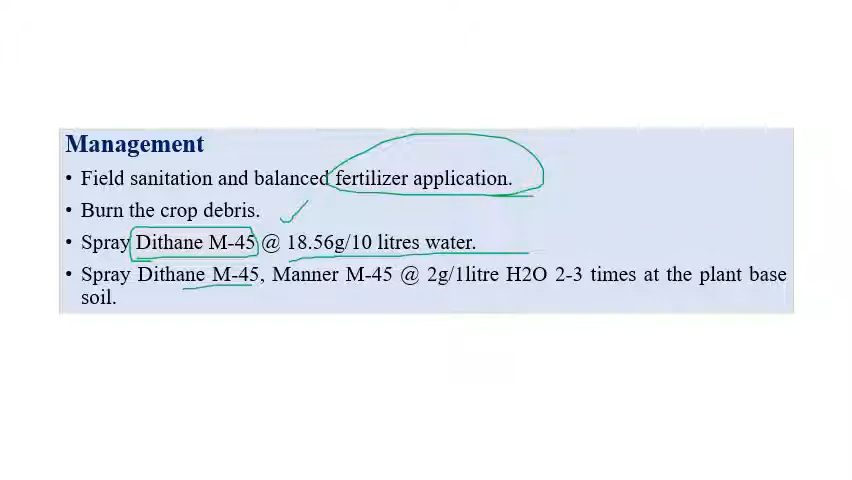 Management
• Field sanitation and balanced fertilizer application.
• Burn the crop debris.
• Spray Dithane M-45 @ 18.56g/10 litres water.
• Spray Dithane M-45, Manner M-45 @ 2g/1litre H2O 2-3 times at the plant base
soil.